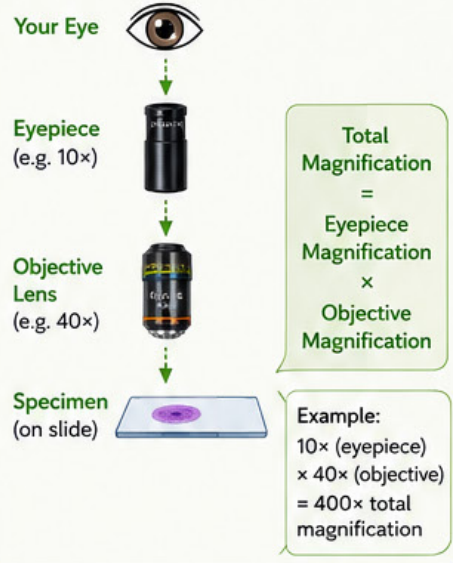 Your Eye
Eyepiece
(e.g. 10×)
Objective
Lens
(e.g. 40×)
Specimen
(on slide)
Total
Magnification
=
Eyepiece
Magnification
×
Objective
Magnification
Example:
10× (eyepiece)
× 40× (objective)
= 400× total
magnification